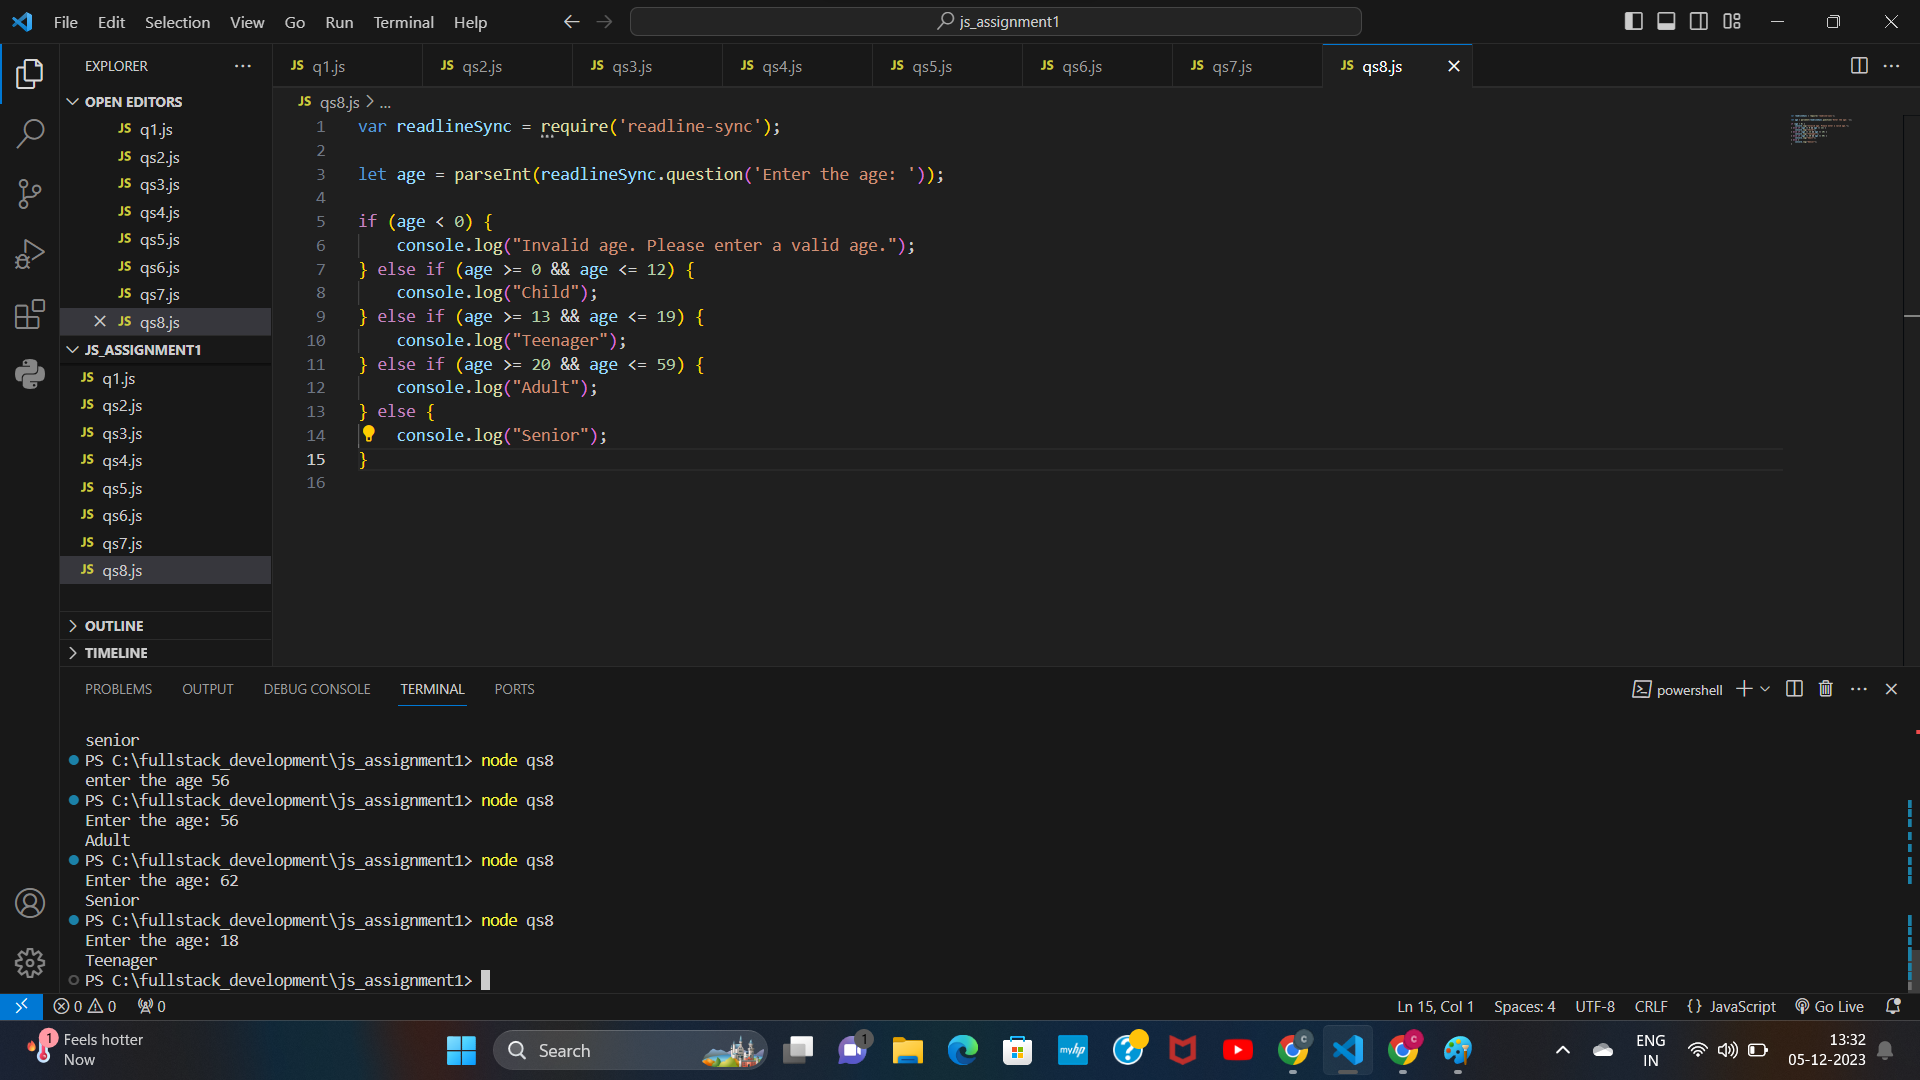 File Edit Selection View Go Run Terminal Help
js_assignment1
EXPLORER
OPEN EDITORS
JS q1.js
JS qs2.js
JS qs3.js
JS qs4.js
JS qs5.js
JS qs6.js
JS qs7.js
JS qs8.js
JS_ASSIGNMENT1
JS q1.js
JS qs2.js
JS qs3.js
JS qs4.js
JS qs5.js
JS qs6.js
JS qs7.js
JS qs8.js
OUTLINE
TIMELINE
JS q1.js JS qs2.js JS qs3.js JS qs4.js JS qs5.js JS qs6.js JS qs7.js JS qs8.js
JS qs8.js > ...
1 var readlineSync = require('readline-sync');
2
3 let age = parseInt(readlineSync.question('Enter the age: '));
4
5 if (age < 0) {
6 console.log("Invalid age. Please enter a valid age.");
7 } else if (age >= 0 && age <= 12) {
8 console.log("Child");
9 } else if (age >= 13 && age <= 19) {
10 console.log("Teenager");
11 } else if (age >= 20 && age <= 59) {
12 console.log("Adult");
13 } else {
14 console.log("Senior");
15 }
16
PROBLEMS OUTPUT DEBUG CONSOLE TERMINAL PORTS
powershell
senior
PS C:\fullstack_development\js_assignment1> node qs8
enter the age 56
PS C:\fullstack_development\js_assignment1> node qs8
Enter the age: 56
Adult
PS C:\fullstack_development\js_assignment1> node qs8
Enter the age: 62
Senior
PS C:\fullstack_development\js_assignment1> node qs8
Enter the age: 18
Teenager
PS C:\fullstack_development\js_assignment1>
0 0 0
Ln 15, Col 1 Spaces: 4 UTF-8 CRLF {} JavaScript Go Live
1
Feels hotter
Now
Search
1
myhp
C
C
ENG
IN
13:32
05-12-2023